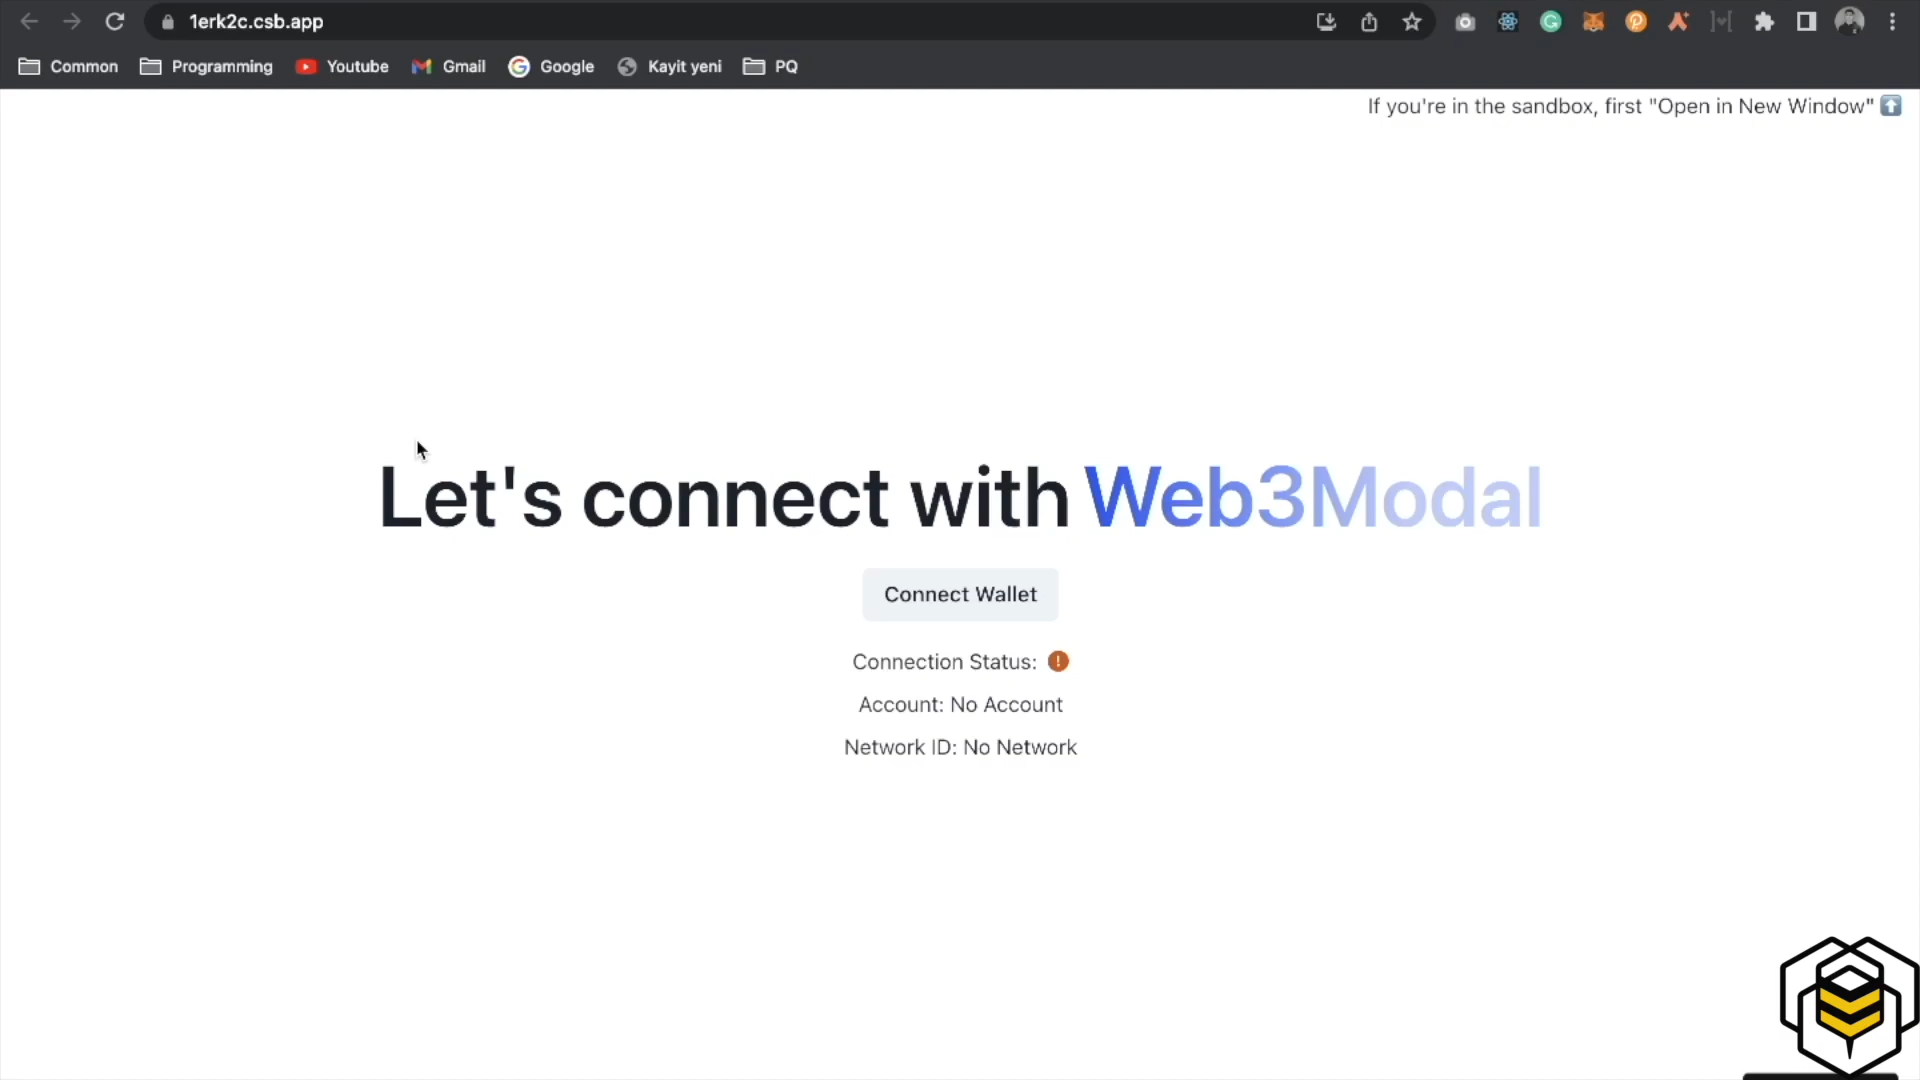 1erk2c.csb.app
Common Programming Youtube Gmail Google Kayit yeni PQ
If you're in the sandbox, first "Open in New Window"
Let's connect with Web3Modal
Connect Wallet
Connection Status:
Account: No Account
Network ID: No Network